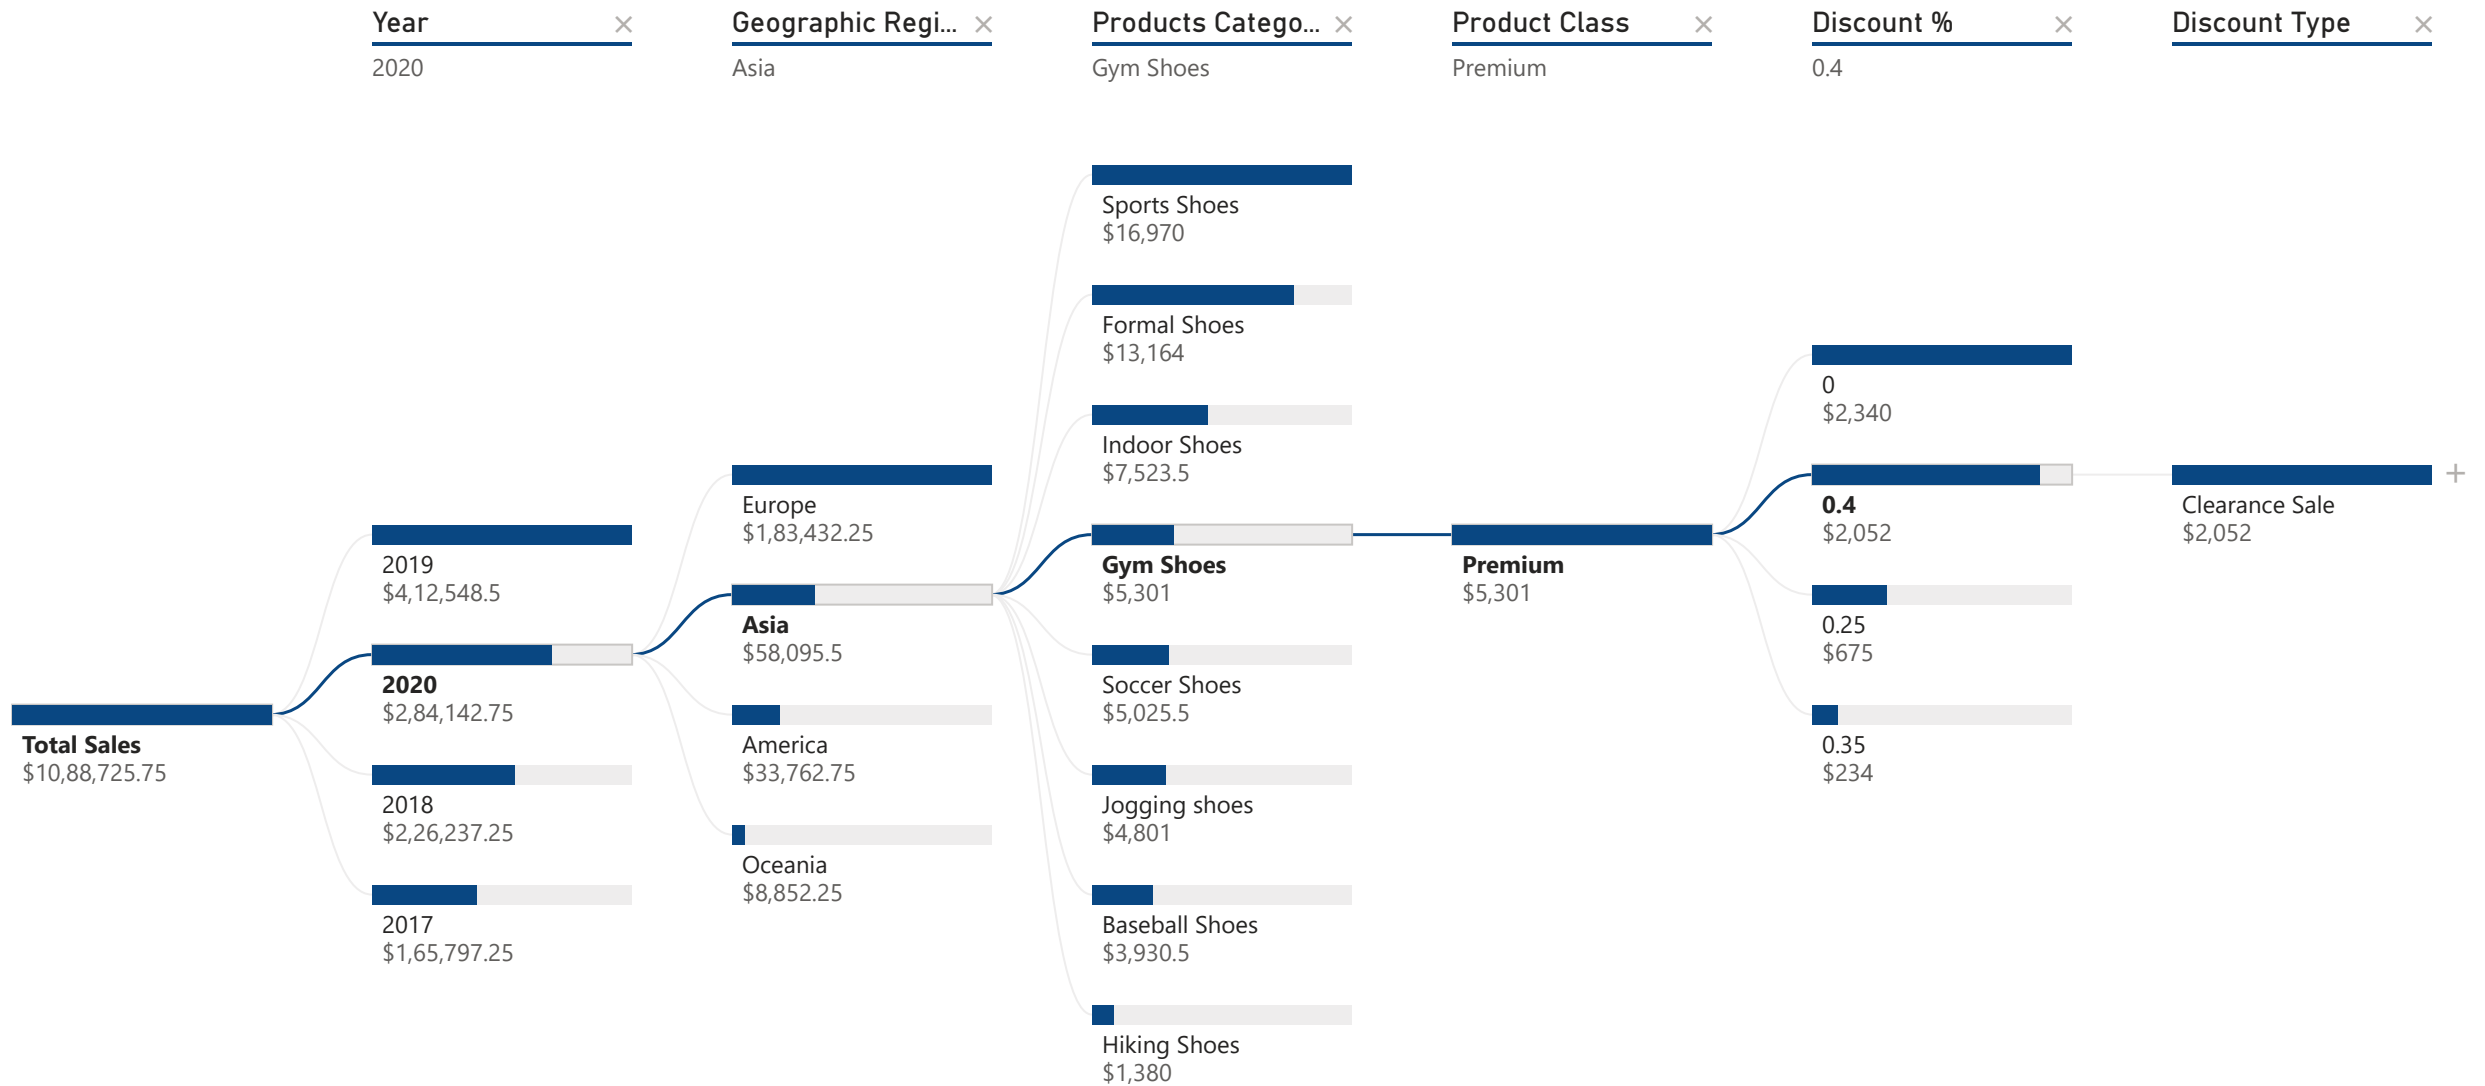 Year
2020
Geographic Regi...
Asia
Products Catego...
Gym Shoes
Product Class
Premium
Discount %
0.4
Discount Type
Total Sales
$10,88,725.75
2019
$4,12,548.5
2020
$2,84,142.75
2018
$2,26,237.25
2017
$1,65,797.25
Europe
$1,83,432.25
Asia
$58,095.5
America
$33,762.75
Oceania
$8,852.25
Sports Shoes
$16,970
Formal Shoes
$13,164
Indoor Shoes
$7,523.5
Gym Shoes
$5,301
Soccer Shoes
$5,025.5
Jogging shoes
$4,801
Baseball Shoes
$3,930.5
Hiking Shoes
$1,380
Premium
$5,301
0
$2,340
0.4
$2,052
0.25
$675
0.35
$234
Clearance Sale
$2,052